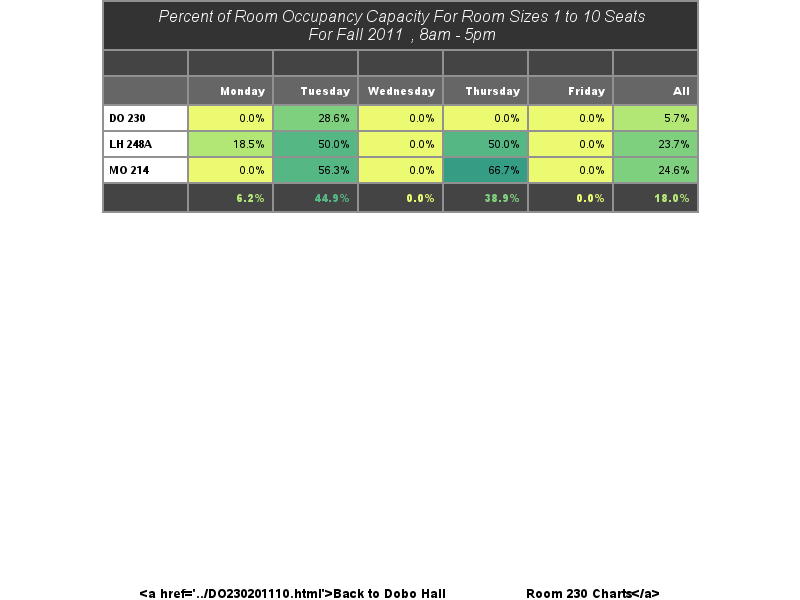 Percent of Room Occupancy Capacity For Room Sizes 1 to 10 Seats
For Fall 2011 , 8am - 5pm
Monday Tuesday Wednesday Thursday Friday All
DO 230 0.0% 28.6% 0.0% 0.0% 0.0% 5.7%
LH 248A 18.5% 50.0% 0.0% 50.0% 0.0% 23.7%
MO 214 0.0% 56.3% 0.0% 66.7% 0.0% 24.6%
6.2% 44.9% 0.0% 38.9% 0.0% 18.0%
<a href='../DO230201110.html'>Back to Dobo Hall Room 230 Charts</a>